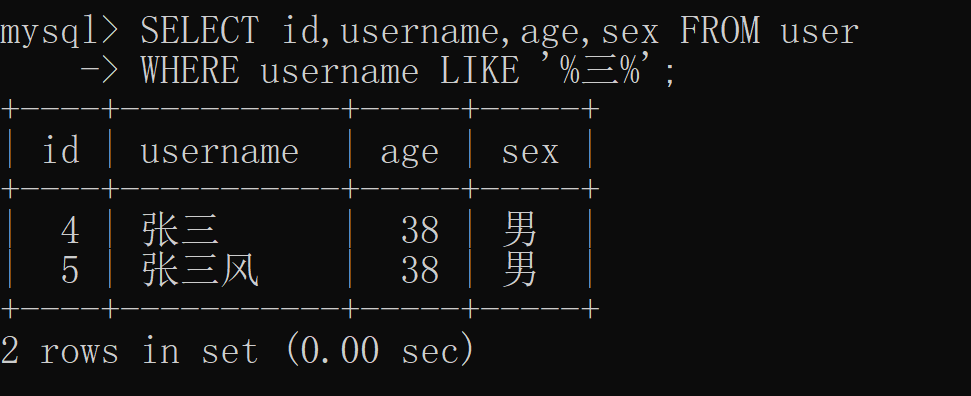 mysql> SELECT id,username,age,sex FROM user
    -> WHERE username LIKE '%三%';
+----+-----------+-----+-----+
| id | username  | age | sex |
+----+-----------+-----+-----+
|  4 | 张三      |  38 | 男  |
|  5 | 张三风    |  38 | 男  |
+----+-----------+-----+-----+
2 rows in set (0.00 sec)